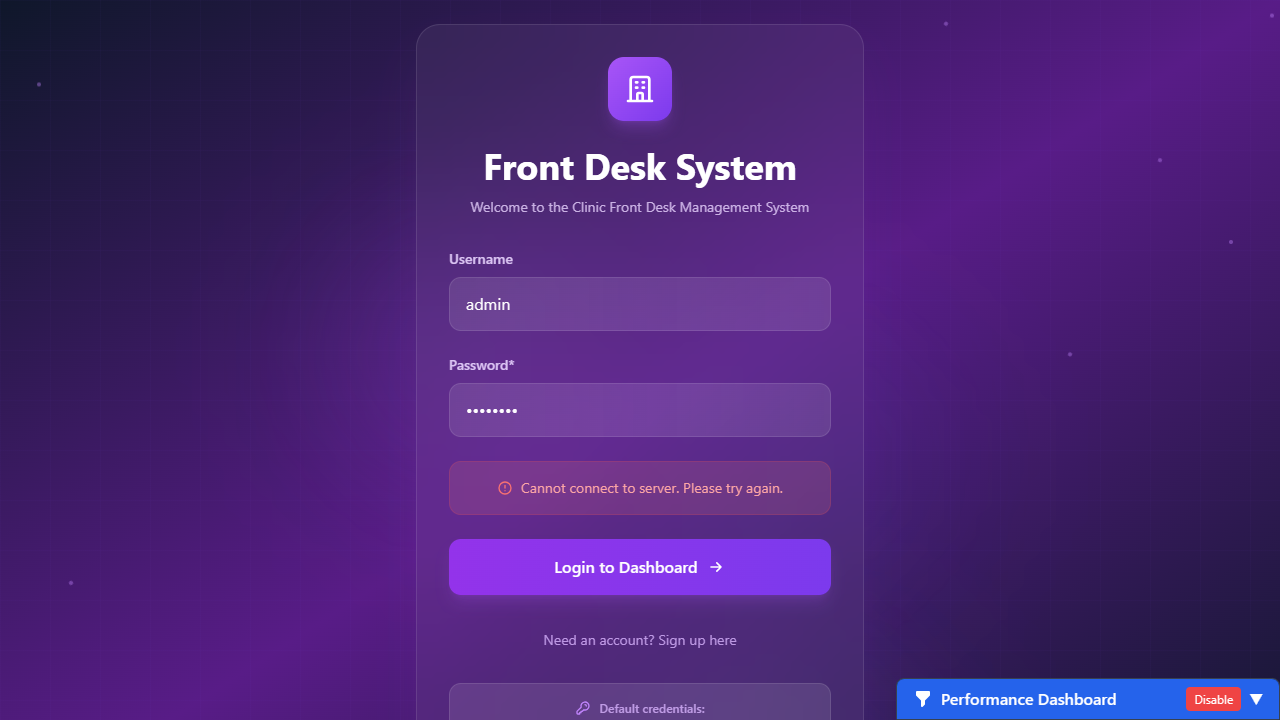 Front Desk System
Welcome to the Clinic Front Desk Management System
Username
admin
Password*
••••••••
Cannot connect to server. Please try again.
Login to Dashboard →
Need an account? Sign up here
Default credentials:
Performance Dashboard
Disable ▼